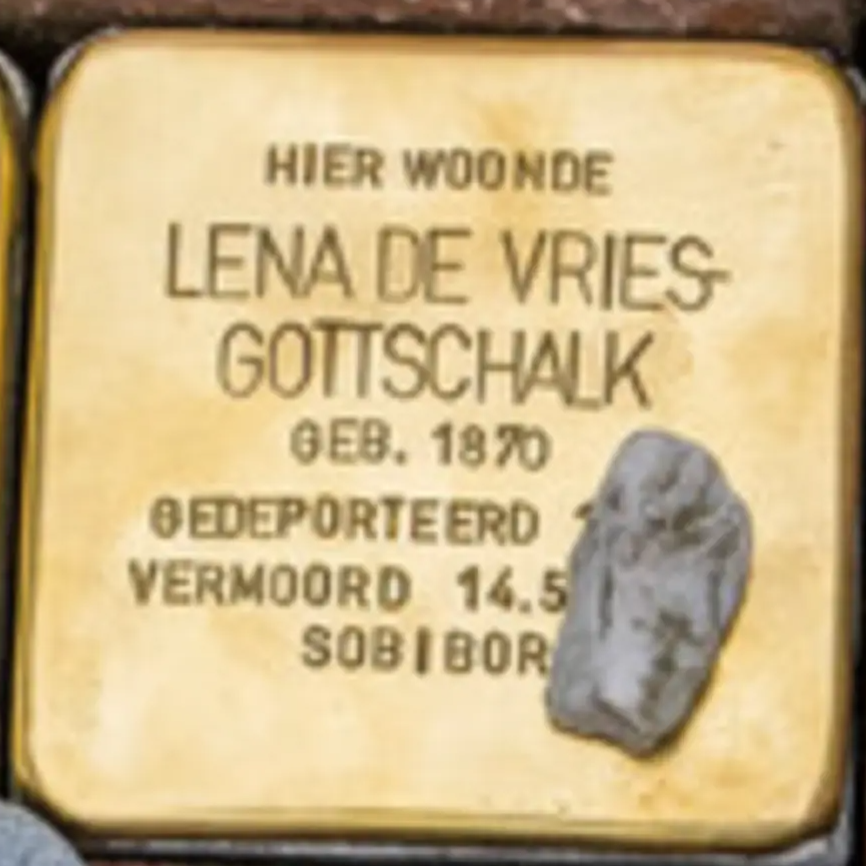 HIER WOONDE
LENA DE VRIES-
GOTTSCHALK
GEB. 1870
GEDEPORTEERD
VERMOORD 14.5
SOBIBOR